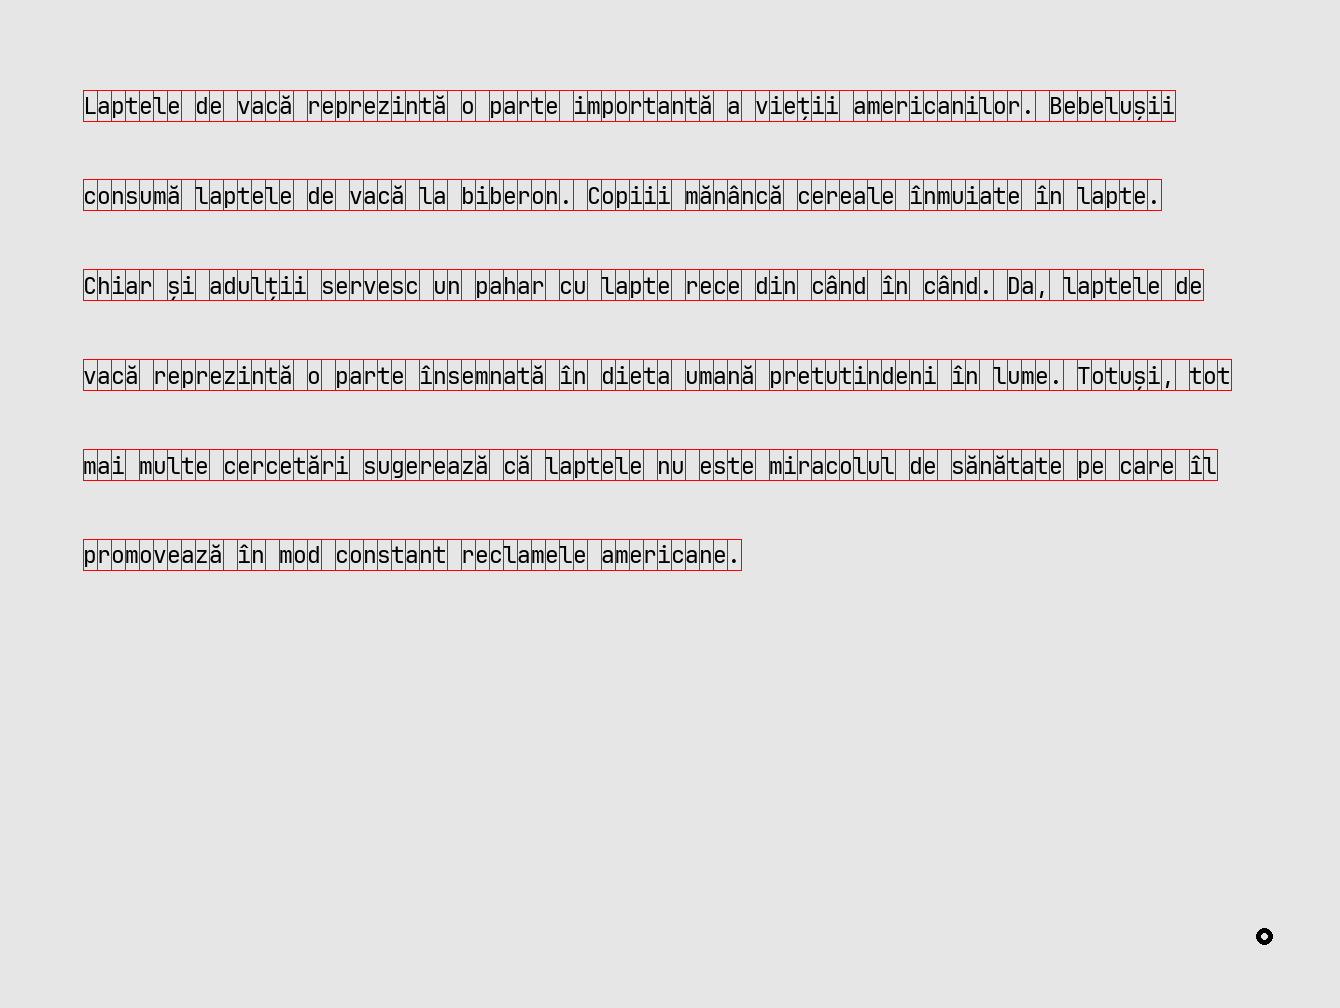 Laptele de vacă reprezintă o parte importantă a vieții americanilor. Bebelușii
consumă laptele de vacă la biberon. Copiii mănâncă cereale înmuiate în lapte.
Chiar și adulții servesc un pahar cu lapte rece din când în când. Da, laptele de
vacă reprezintă o parte însemnată în dieta umană pretutindeni în lume. Totuși, tot
mai multe cercetări sugerează că laptele nu este miracolul de sănătate pe care îl
promovează în mod constant reclamele americane.